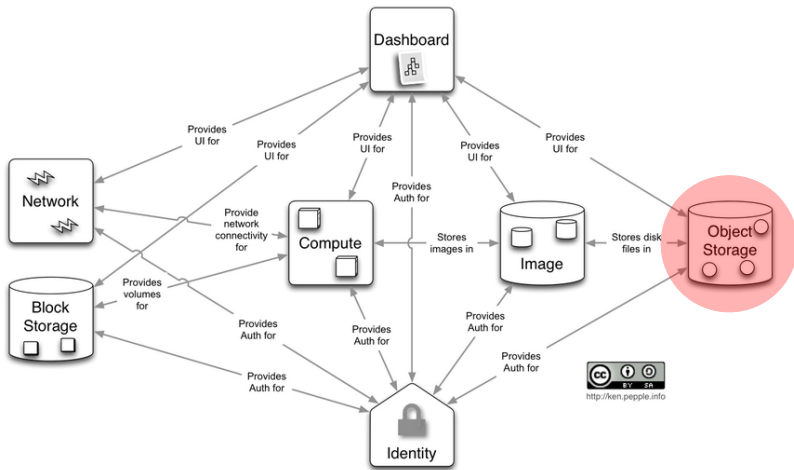 Dashboard
Provides
UI for
Provides
UI for
Provides
UI for
Provides
UI for
Provides
UI for
Provides
Auth for
Network
Provide
network
connectivity
for
Compute
Stores
images in
Image
Stores disk
files in
Object
Storage
Provides
volumes
for
Block
Storage
Provides
Auth for
Provides
Auth for
Provides
Auth for
Provides
Auth for
Provides
Auth for
Identity
cc
BY SA
http://ken.pepple.info